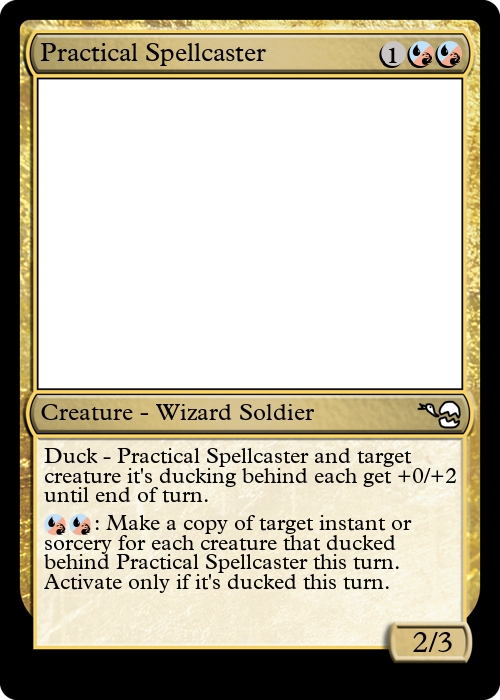 Practical Spellcaster 1
Creature - Wizard Soldier
Duck - Practical Spellcaster and target
creature it's ducking behind each get +0/+2
until end of turn.
: Make a copy of target instant or
sorcery for each creature that ducked
behind Practical Spellcaster this turn.
Activate only if it's ducked this turn.
2/3